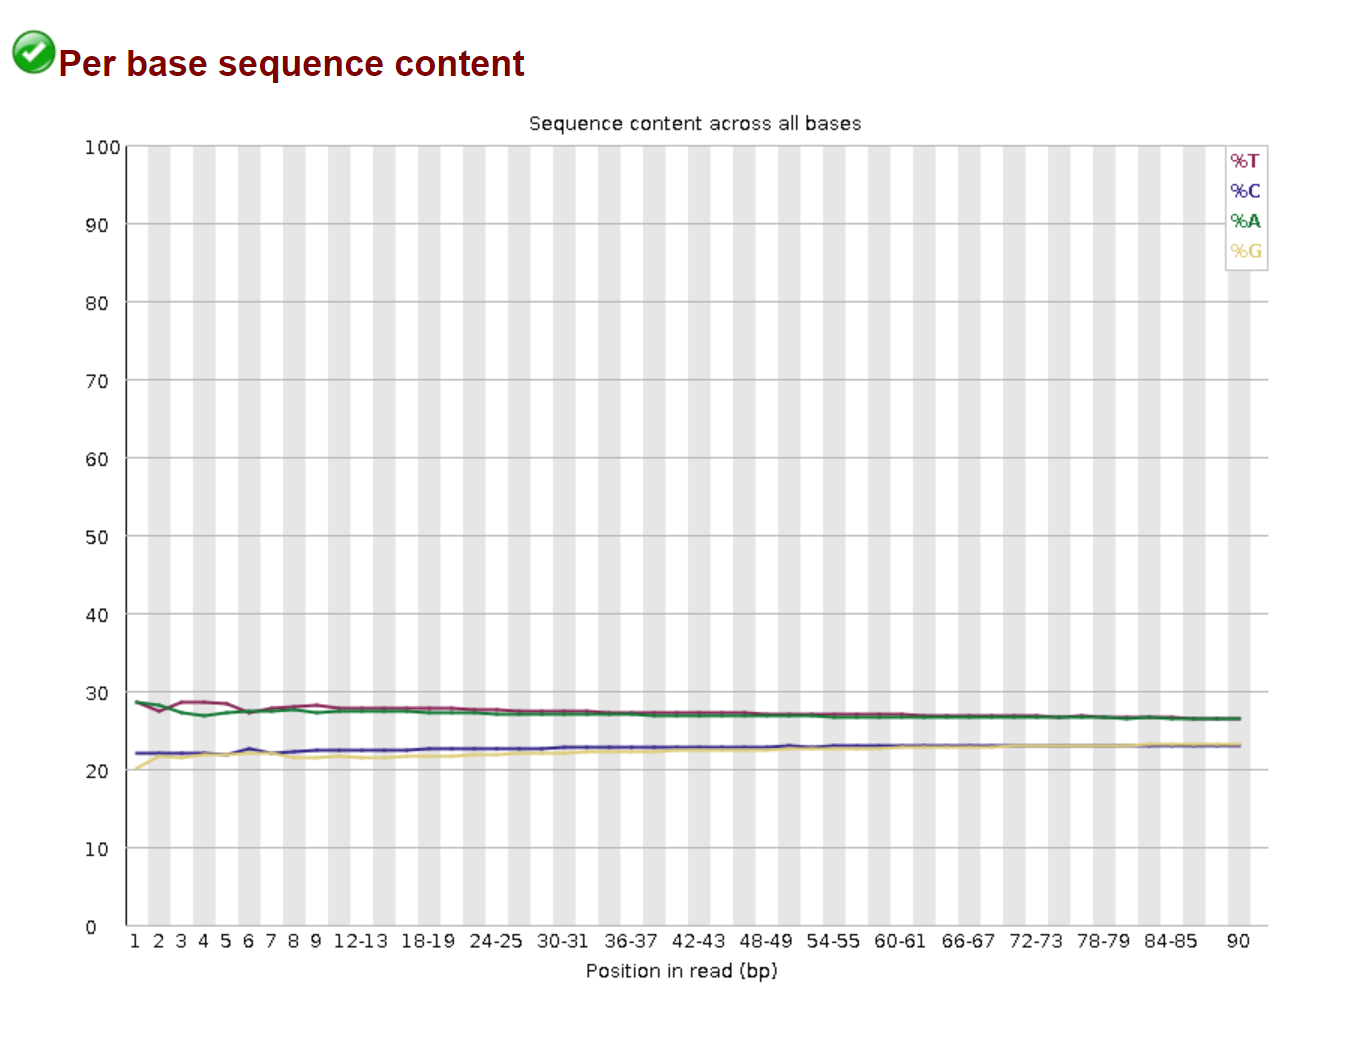 Per base sequence content
Sequence content across all bases
%T
%C
%A
%G
100
90
80
70
60
50
40
30
20
10
0
1 2 3 4 5 6 7 8 9 12-13 18-19 24-25 30-31 36-37 42-43 48-49 54-55 60-61 66-67 72-73 78-79 84-85 90
Position in read (bp)